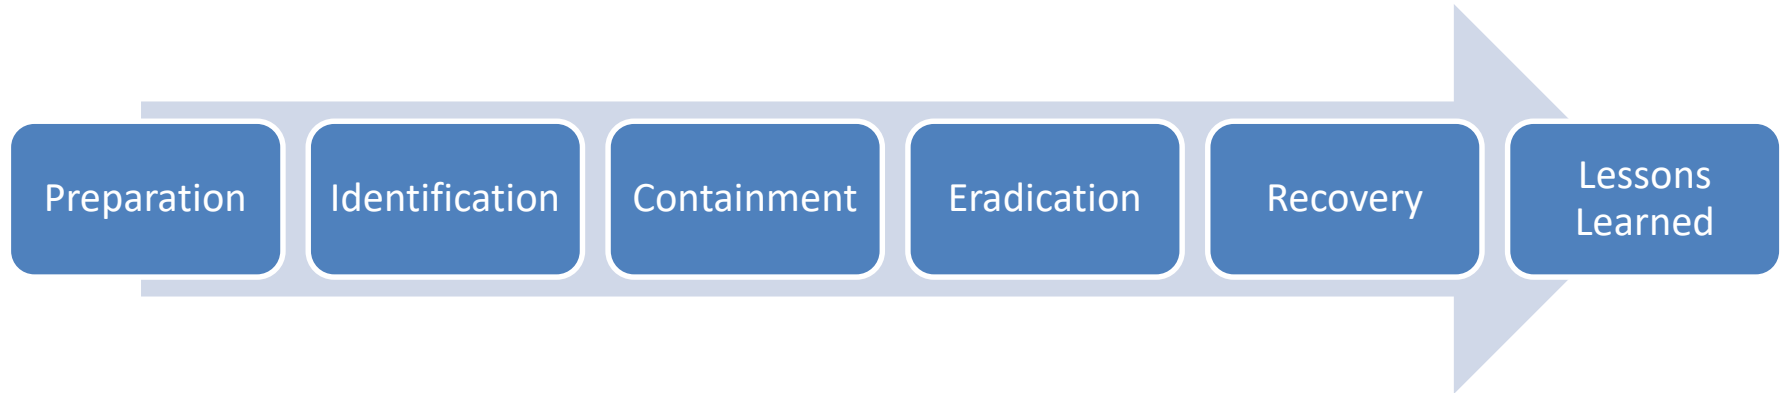 Preparation
Identification
Containment
Eradication
Recovery
Lessons
Learned